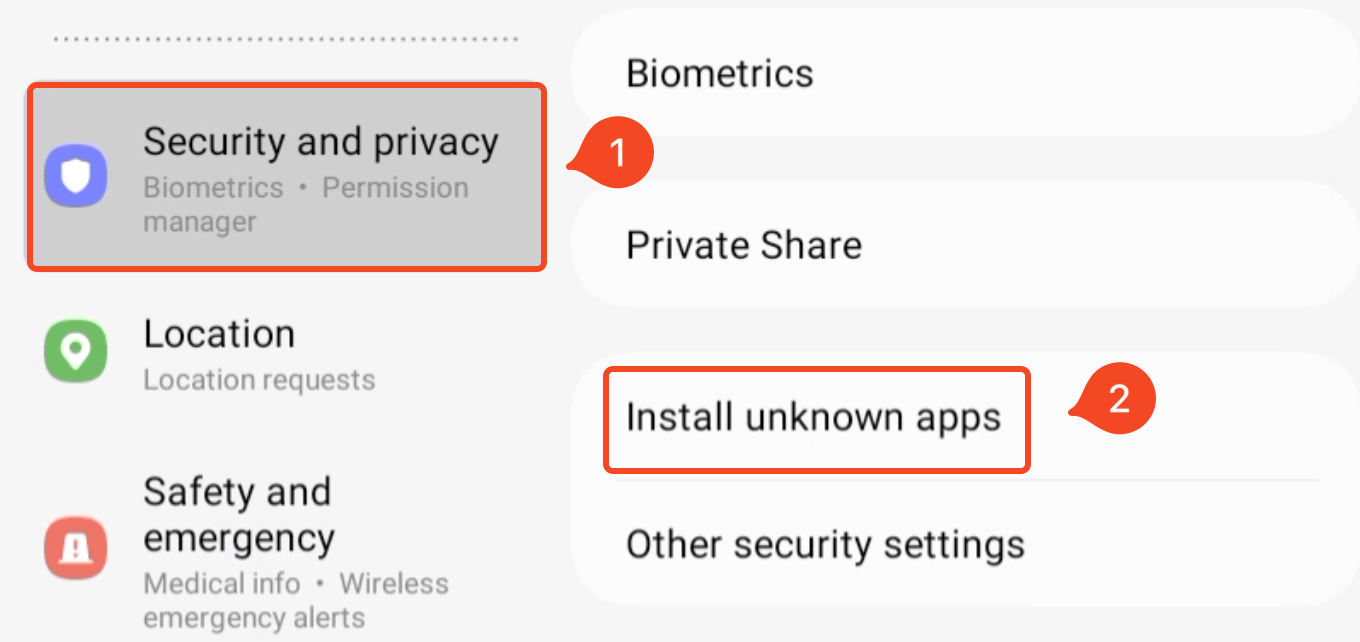 Security and privacy
Biometrics • Permission
manager
Location
Location requests
Safety and
emergency
Medical info • Wireless
emergency alerts
1
Biometrics
Private Share
Install unknown apps
2
Other security settings